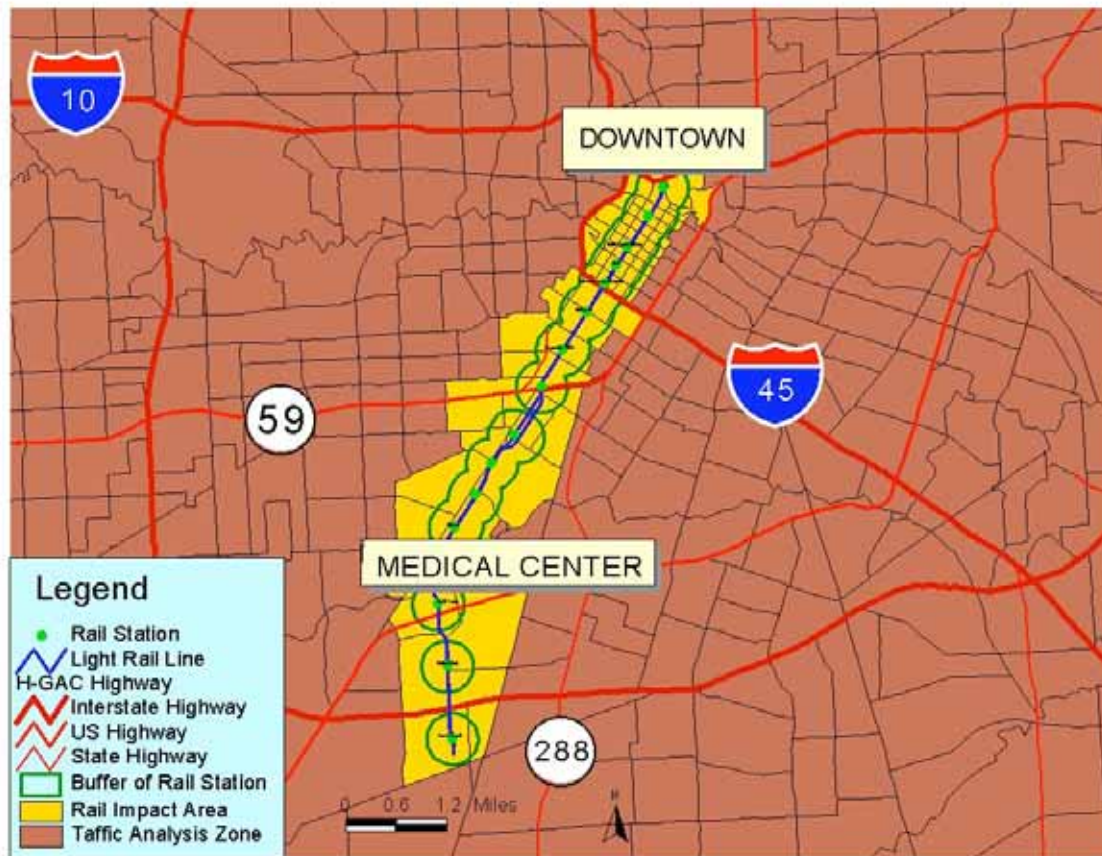 10
DOWNTOWN
45
59
MEDICAL CENTER
288
Legend
Rail Station
Light Rail Line
H-GAC Highway
Interstate Highway
US Highway
State Highway
Buffer of Rail Station
Rail Impact Area
Taffic Analysis Zone
0 0.6 1.2 Miles
N